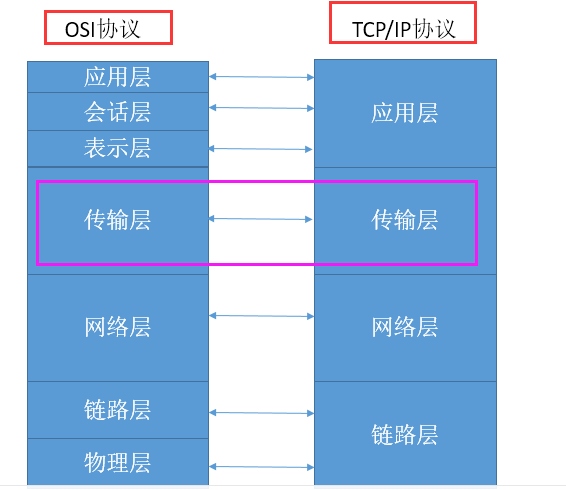 OSI协议
TCP/IP协议
应用层
会话层
表示层
传输层
网络层
链路层
物理层
应用层
传输层
网络层
链路层